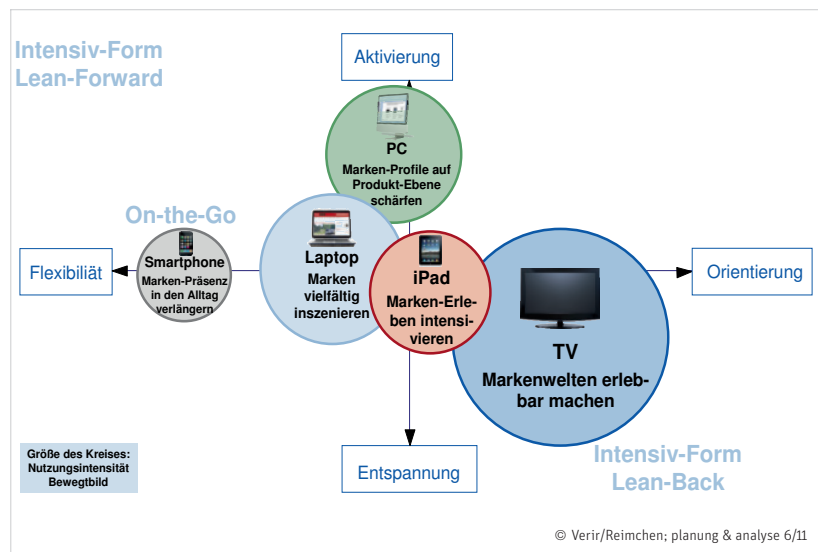 Intensiv-Form
Lean-Forward
Aktivierung
PC
Marken-Profile auf
Produkt-Ebene
schärfen
On-the-Go
Flexibiliät
Smartphone
Marken-Präsenz
in den Alltag
verlängern
Laptop
Marken
vielfältig
inszenieren
iPad
Marken-Erle-
ben intensi-
vieren
TV
Markenwelten erleb-
bar machen
Orientierung
Größe des Kreises:
Nutzungsintensität
Bewegtbild
Entspannung
Intensiv-Form
Lean-Back
© Verir/Reimchen; planung & analyse 6/11